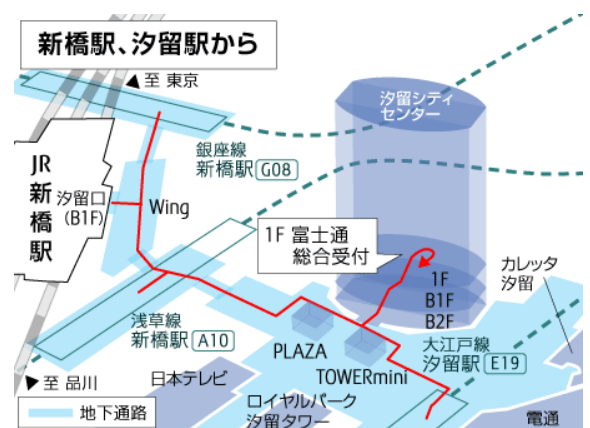 新橋駅、汐留駅から
▲至 東京
汐留シティ
センター
銀座線
新橋駅 G08
JR
新橋駅
汐留口
(B1F)
Wing
1F 富士通
総合受付
カレッタ
汐留
1F
B1F
B2F
浅草線
新橋駅 A10
大江戸線
汐留駅 E19
PLAZA
TOWERmini
▼至 品川
日本テレビ
ロイヤルパーク
汐留タワー
電通
地下通路